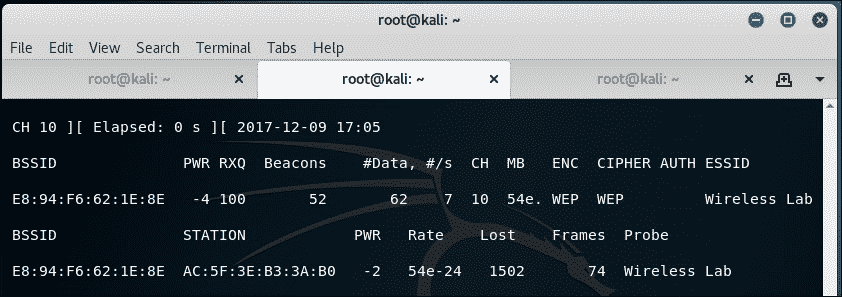 root@kali: ~
File Edit View Search Terminal Tabs Help
root@kali: ~ root@kali: ~ root@kali: ~
CH 10 ][ Elapsed: 0 s ][ 2017-12-09 17:05
BSSID PWR RXQ Beacons #Data, #/s CH MB ENC CIPHER AUTH ESSID
E8:94:F6:62:1E:8E -4 100 52 62 7 10 54e. WEP WEP Wireless Lab
BSSID STATION PWR Rate Lost Frames Probe
E8:94:F6:62:1E:8E AC:5F:3E:B3:3A:B0 -2 54e-24 1502 74 Wireless Lab